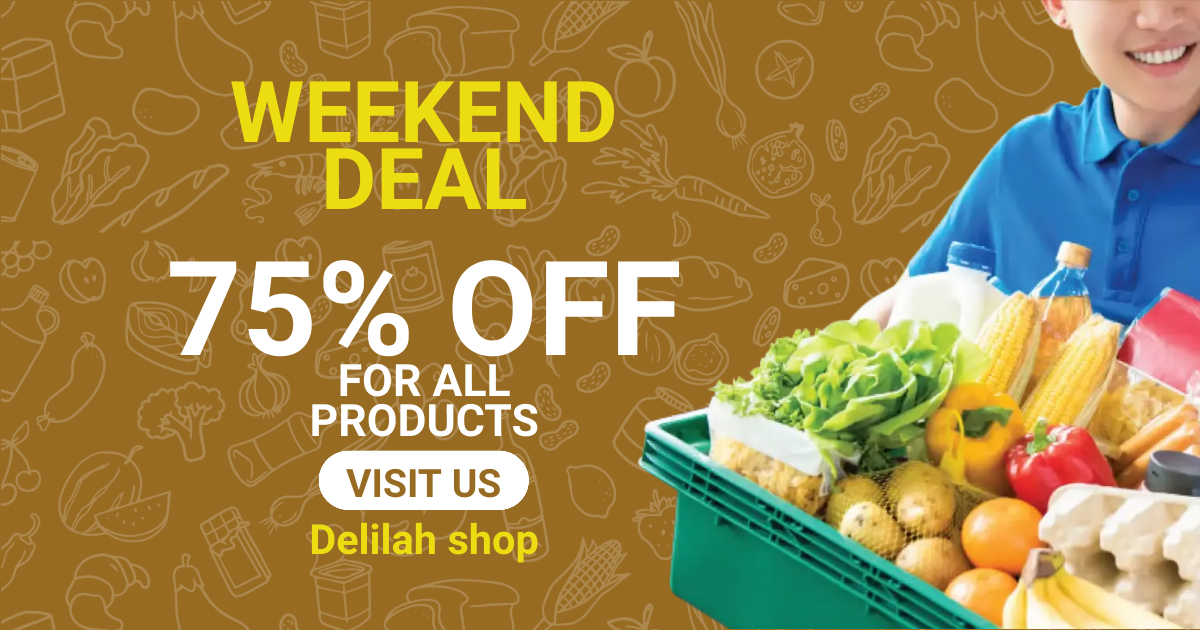 WEEKEND
DEAL
75% OFF
FOR ALL
PRODUCTS
VISIT US
Delilah shop